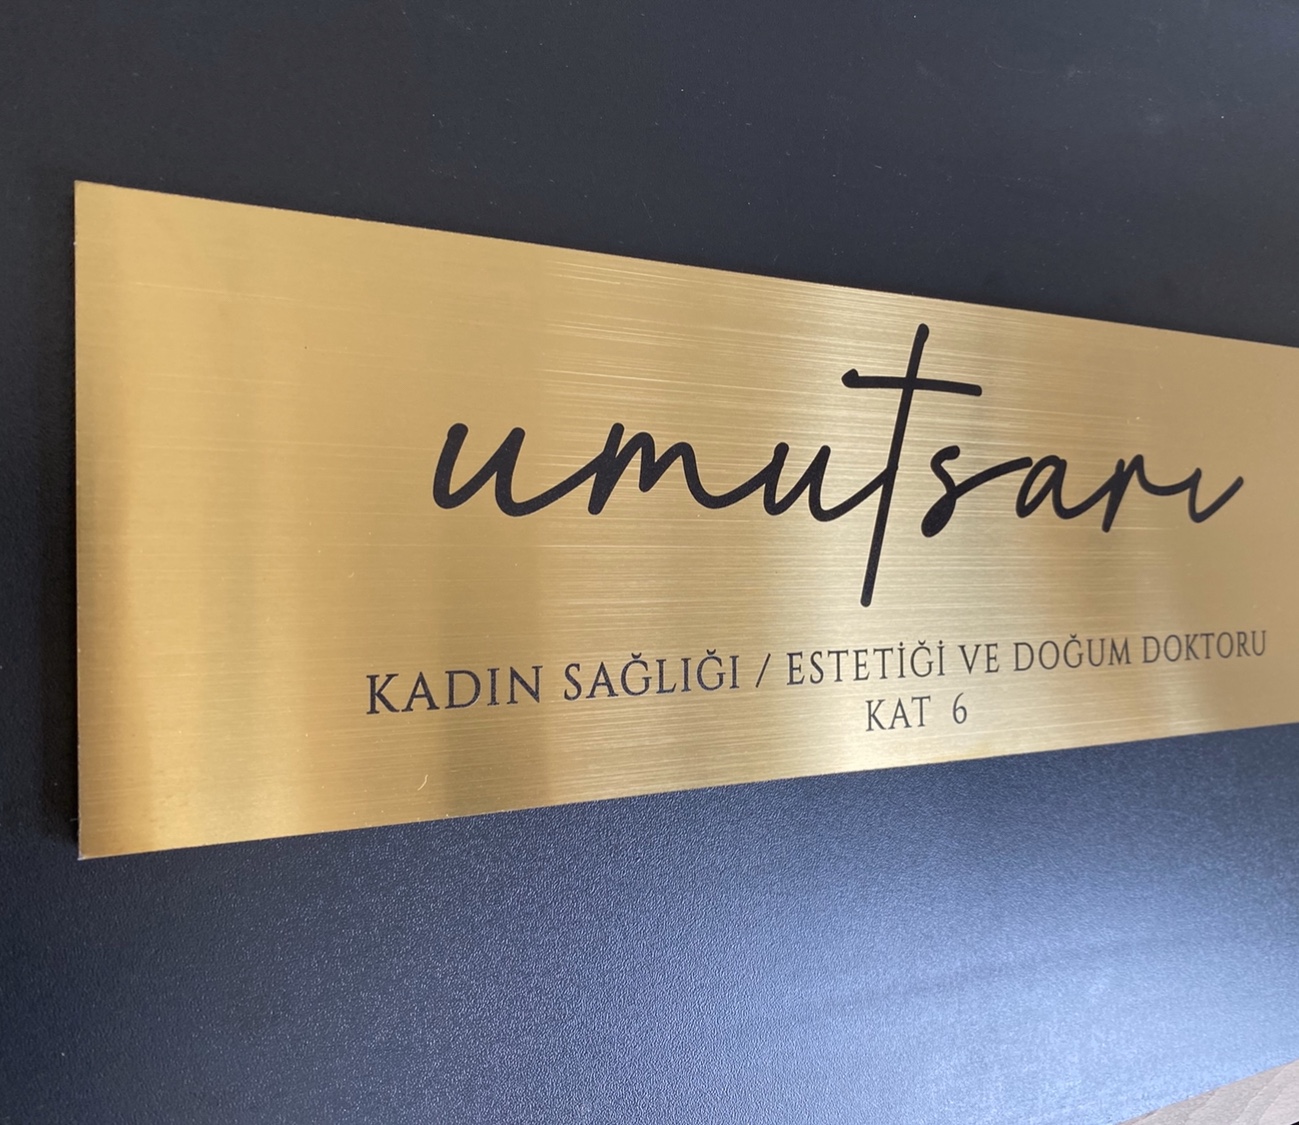 umutsarı
KADIN SAĞLIĞI / ESTETİĞİ VE DOĞUM DOKTORU
KAT 6